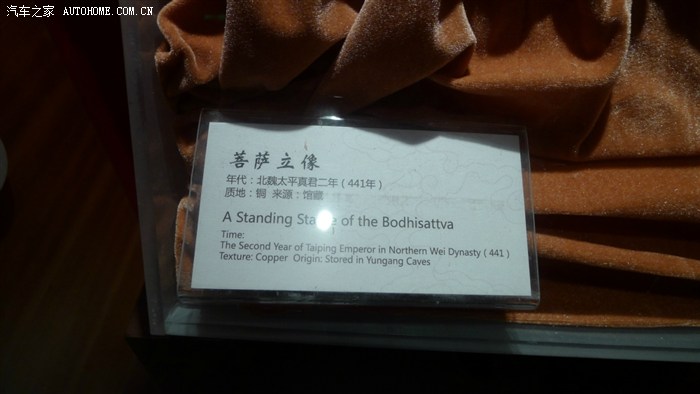 汽车之家 AUTOHOME.COM.CN
菩萨立像
年代：北魏太平真君二年（441年）
质地：铜 来源：馆藏
A Standing of the Bodhisattva
Time:
The Second Year of Taiping Emperor in Northern Wei Dynasty ( 441 )
Texture: Copper Origin: Stored in Yungang Caves